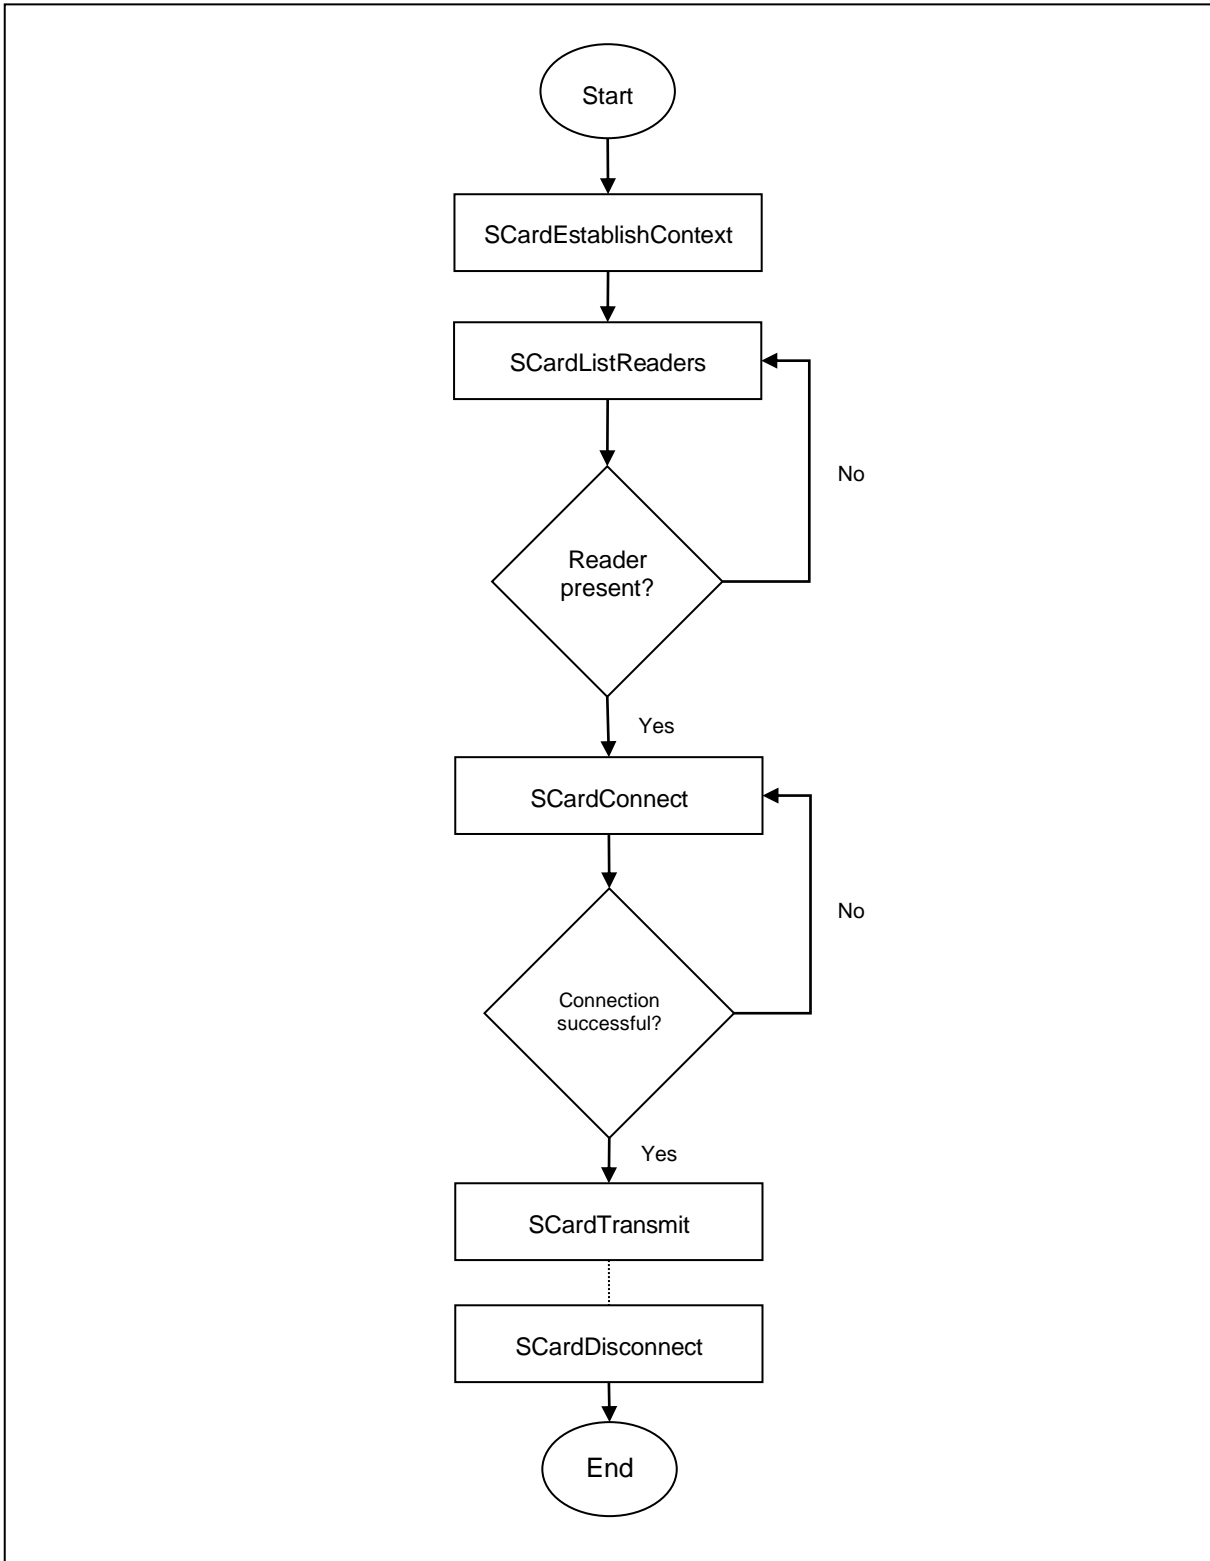 Start
SCardEstablishContext
SCardListReaders
No
Reader
present?
Yes
SCardConnect
No
Connection
successful?
Yes
SCardTransmit
SCardDisconnect
End